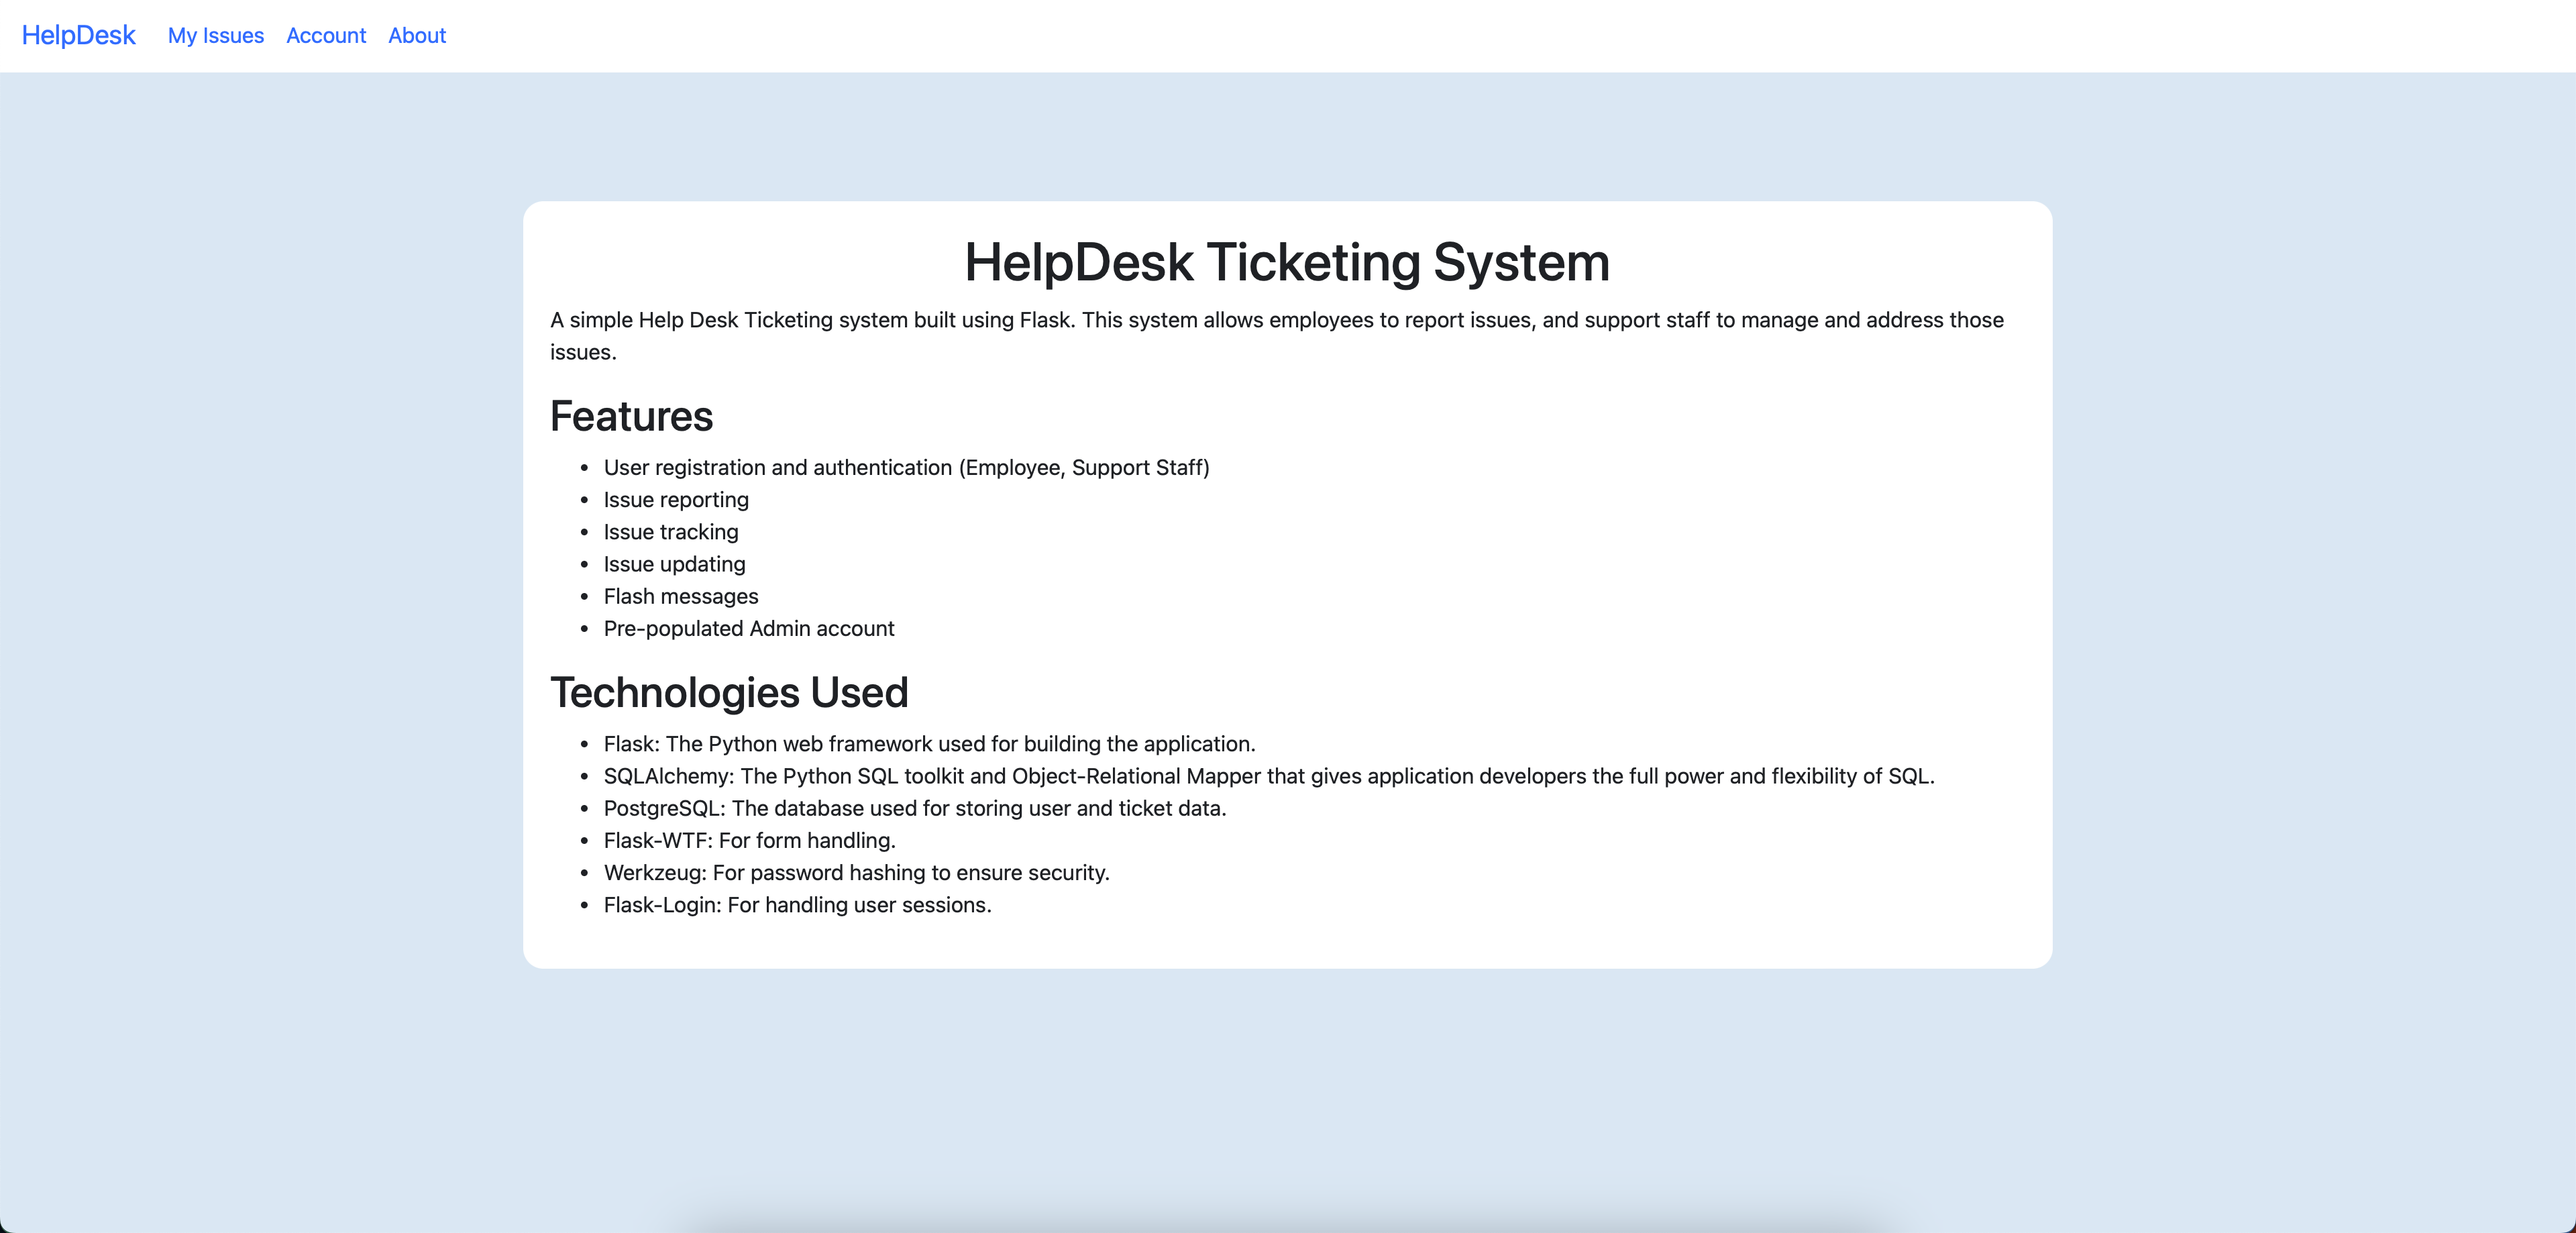 HelpDesk My Issues Account About
HelpDesk Ticketing System
A simple Help Desk Ticketing system built using Flask. This system allows employees to report issues, and support staff to manage and address those
issues.
Features
• User registration and authentication (Employee, Support Staff)
• Issue reporting
• Issue tracking
• Issue updating
• Flash messages
• Pre-populated Admin account
Technologies Used
• Flask: The Python web framework used for building the application.
• SQLAlchemy: The Python SQL toolkit and Object-Relational Mapper that gives application developers the full power and flexibility of SQL.
• PostgreSQL: The database used for storing user and ticket data.
• Flask-WTF: For form handling.
• Werkzeug: For password hashing to ensure security.
• Flask-Login: For handling user sessions.